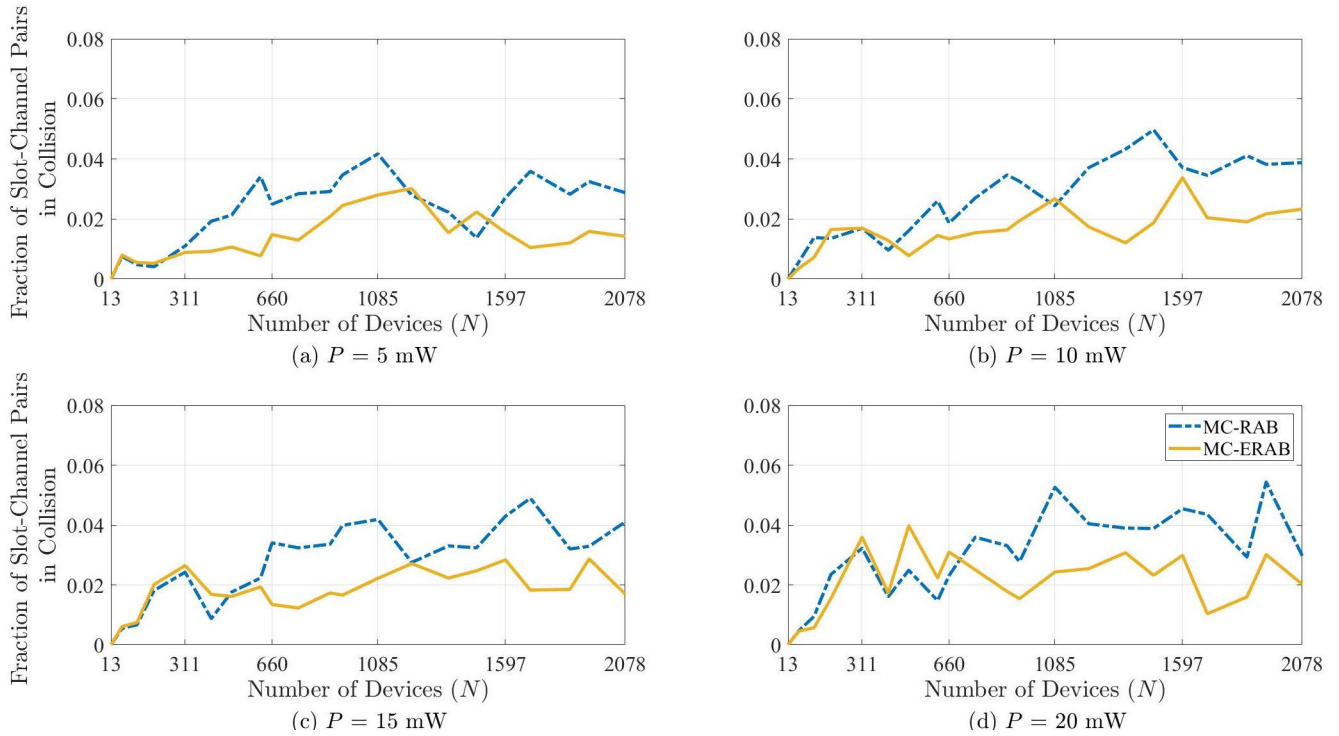 Fraction of Slot-Channel Pairs
in Collision
0.08
0.06
0.04
0.02
0
13 311 660 1085 1597 2078
Number of Devices (N)
(a) P = 5 mW
0.08
0.06
0.04
0.02
0
13 311 660 1085 1597 2078
Number of Devices (N)
(b) P = 10 mW
Fraction of Slot-Channel Pairs
in Collision
0.08
0.06
0.04
0.02
0
13 311 660 1085 1597 2078
Number of Devices (N)
(c) P = 15 mW
0.08
0.06
0.04
0.02
0
MC-RAB
MC-ERAB
13 311 660 1085 1597 2078
Number of Devices (N)
(d) P = 20 mW